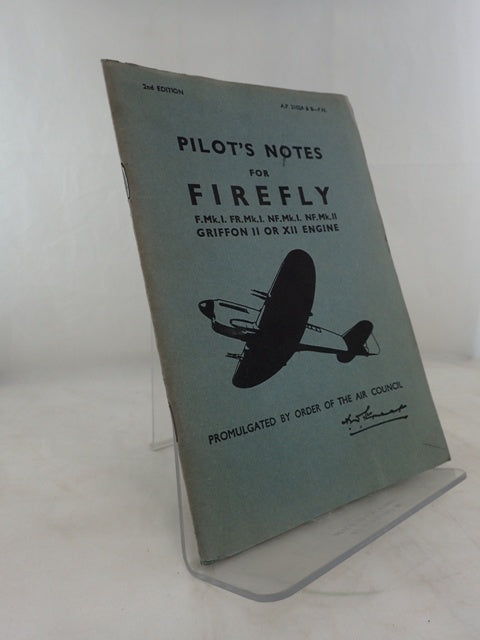 2nd EDITION
PILOT'S NOTES
FOR
FIREFLY
F.Mk.I. FR.Mk.I. NF.Mk.I. NF.Mk.II
GRIFFON II OR XII ENGINE
PROMULGATED BY ORDER OF THE AIR COUNCIL